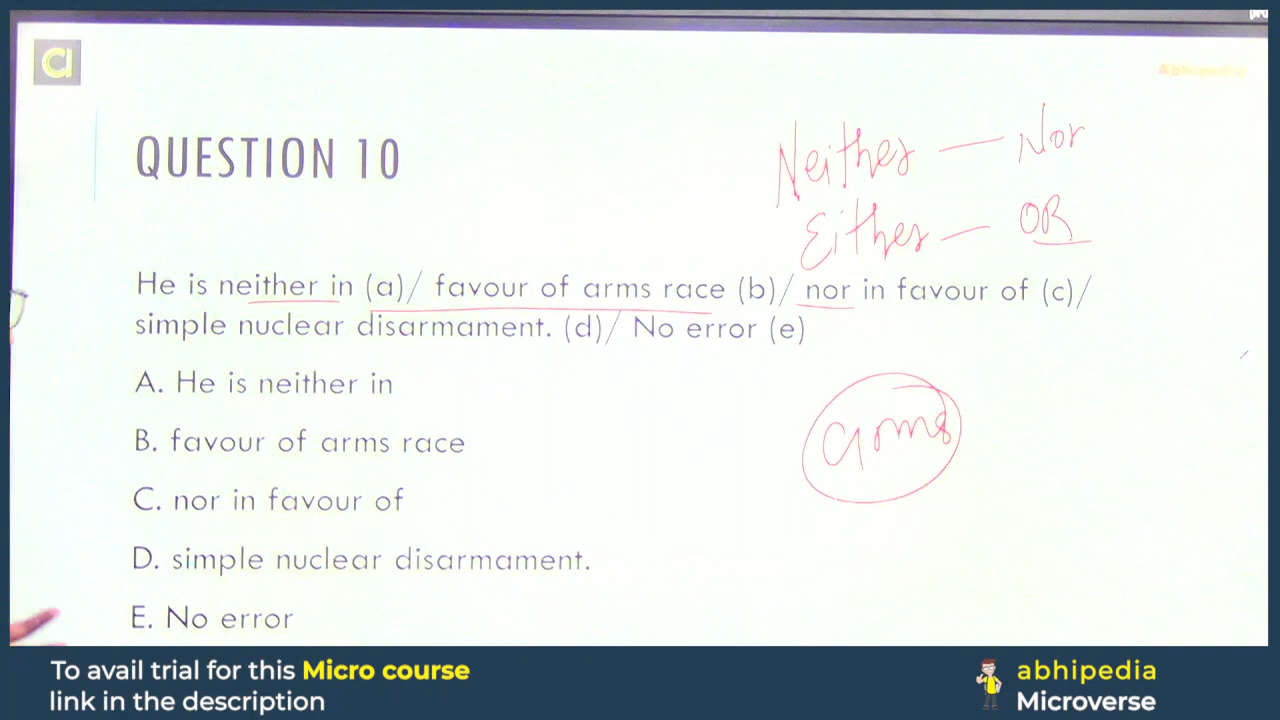 Abhipedia
QUESTION 10
Neither — Nor
Either — OR
He is neither in (a)/ favour of arms race (b)/ nor in favour of (c)/
simple nuclear disarmament. (d)/ No error (e)
arms
A. He is neither in
B. favour of arms race
C. nor in favour of
D. simple nuclear disarmament.
E. No error
To avail trial for this Micro course
link in the description
abhipedia
Microverse